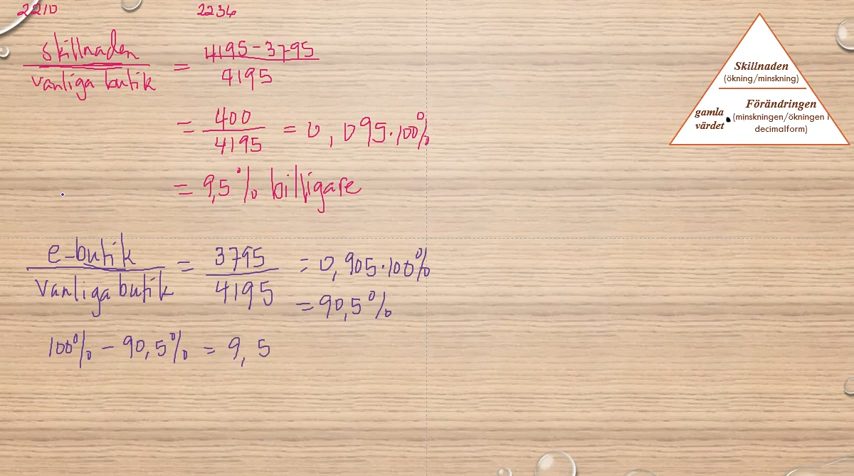 2210 2236
skillnaden / vanliga butik = 4195 - 3795 / 4195
= 400 / 4195 = 0,095 · 100%
= 9,5% billigare
e-butik / vanliga butik = 3795 / 4195 = 0,905 · 100%
= 90,5%
100% - 90,5% = 9,5
Skillnaden
(ökning/minskning)
gamla värdet
Förändringen
(minskningen/ökningen i
decimalform)